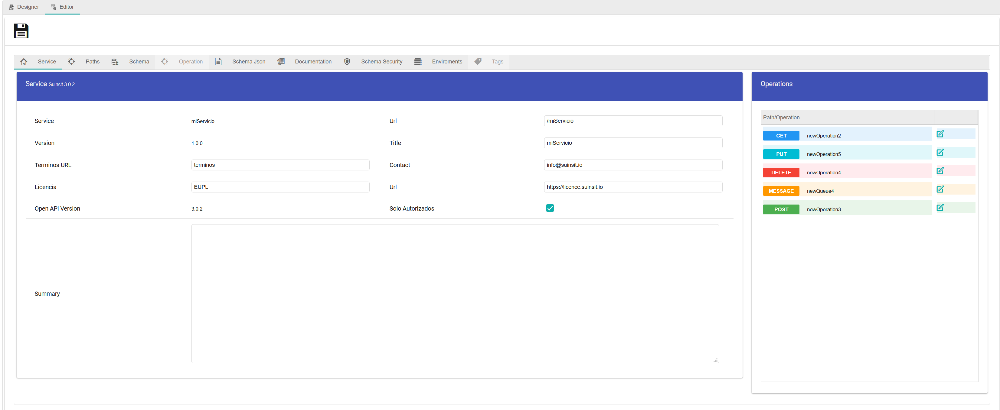 Designer Editor
Service Paths Schema Operation Schema Json Documentation Schema Security Enviroments Tags
Service Suinsit 3.0.2
Service miServicio Url /miServicio
Version 1.0.0 Title miServicio
Terminos URL terminos Contact info@suinsit.io
Licencia EUPL Url https://licence.suinsit.io
Open APi Version 3.0.2 Solo Autorizados
Summary
Operations
Path/Operation
GET newOperation2
PUT newOperation5
DELETE newOperation4
MESSAGE newQueue4
POST newOperation3